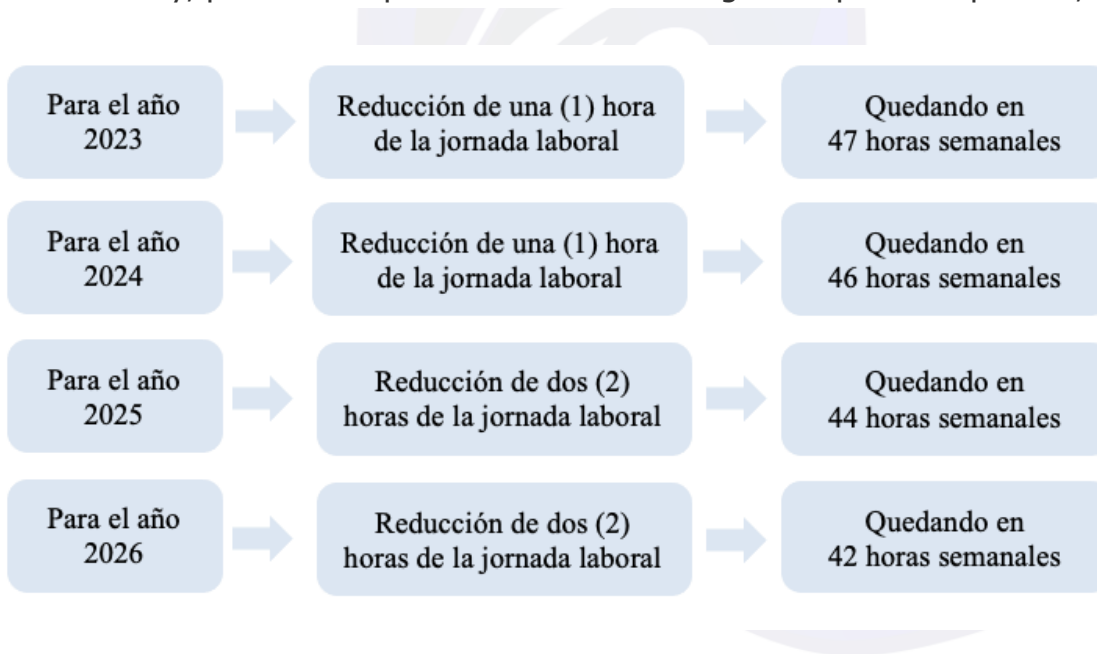 Para el año
2023
Reducción de una (1) hora
de la jornada laboral
Quedando en
47 horas semanales
Para el año
2024
Reducción de una (1) hora
de la jornada laboral
Quedando en
46 horas semanales
Para el año
2025
Reducción de dos (2)
horas de la jornada laboral
Quedando en
44 horas semanales
Para el año
2026
Reducción de dos (2)
horas de la jornada laboral
Quedando en
42 horas semanales